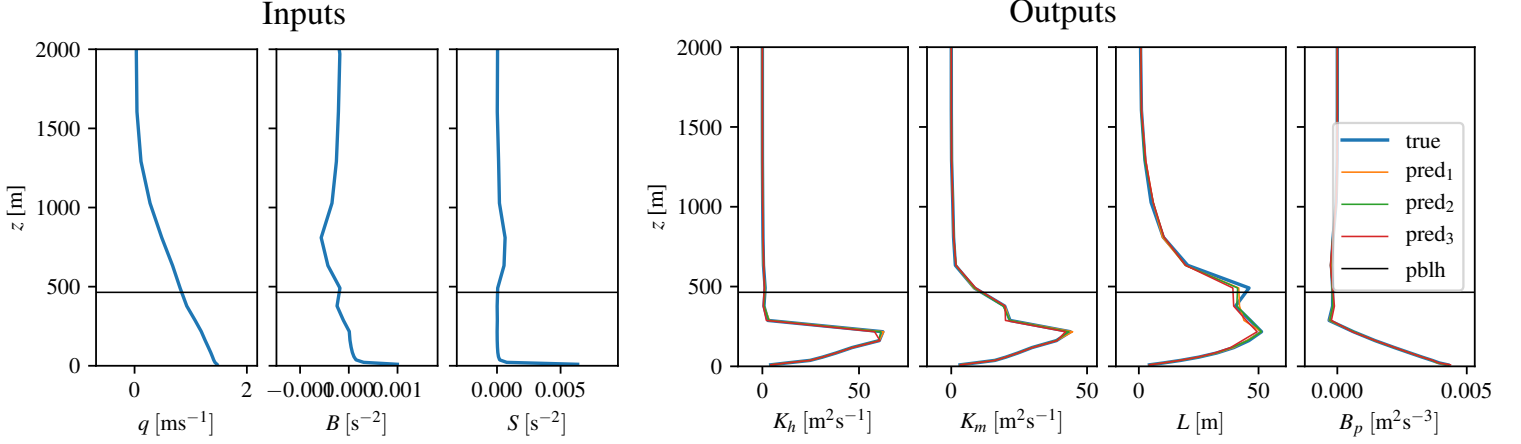 Inputs
Outputs
2000
1500
1000
500
0
z [m]
0 2
q [ms⁻¹]
−0.001 0.000 0.001
B [s⁻²]
0.000 0.005
S [s⁻²]
2000
1500
1000
500
0
z [m]
0 50
K_h [m²s⁻¹]
0 50
K_m [m²s⁻¹]
0 50
L [m]
0.000 0.005
B_p [m²s⁻³]
true
pred₁
pred₂
pred₃
pblh